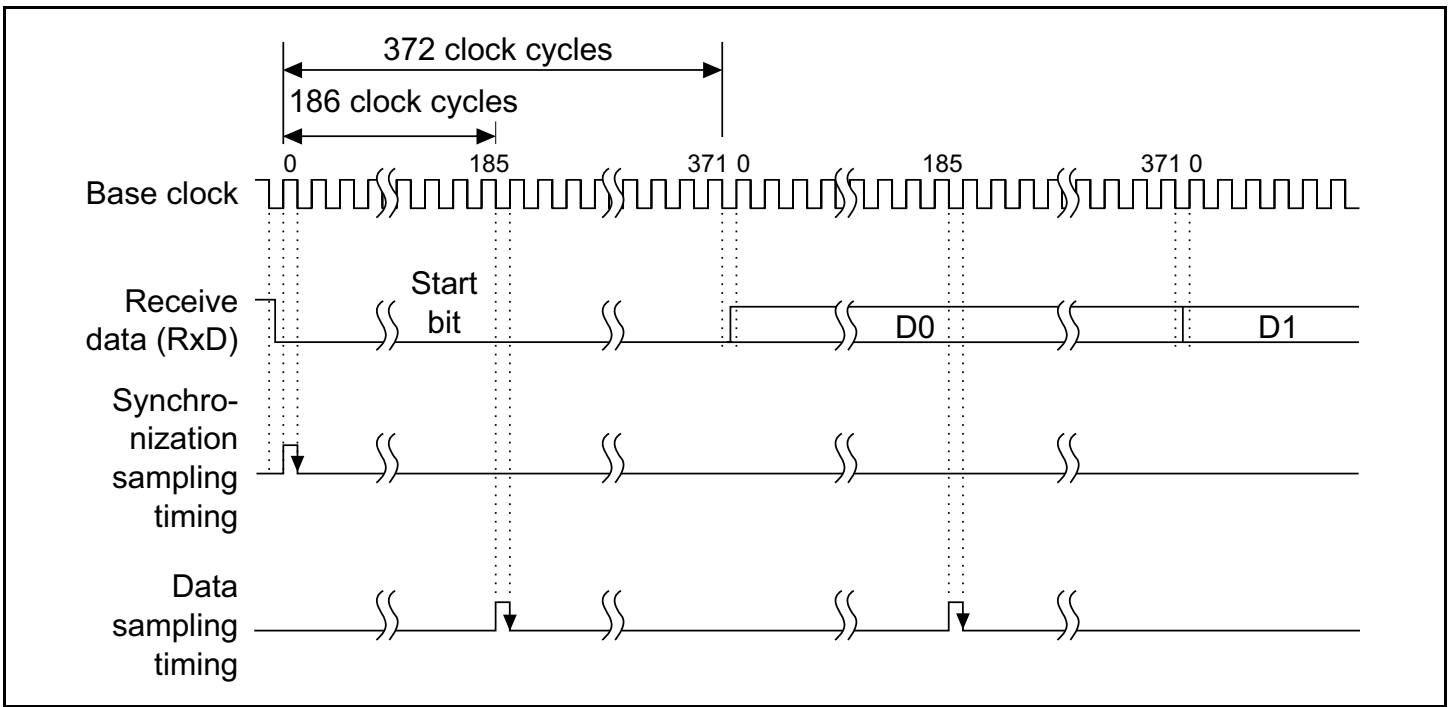 372 clock cycles
186 clock cycles
0 185 371 0 185 371 0
Base clock
Receive
data (RxD)
Start
bit
D0
D1
Synchro-
nization
sampling
timing
Data
sampling
timing